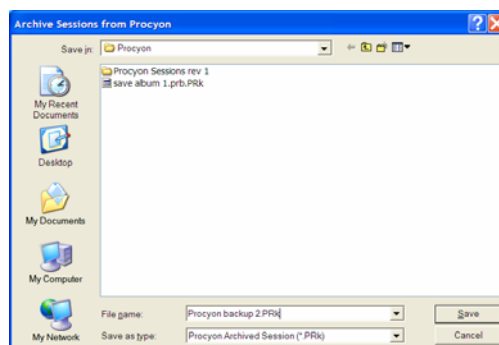 Archive Sessions from Procyon
Save in: Procyon
Procyon Sessions rev 1
save album 1.prb.PRk
My Recent
Documents
Desktop
My Documents
My Computer
My Network
File name: Procyon backup 2.PRk Save
Save as type: Procyon Archived Session (*.PRk) Cancel